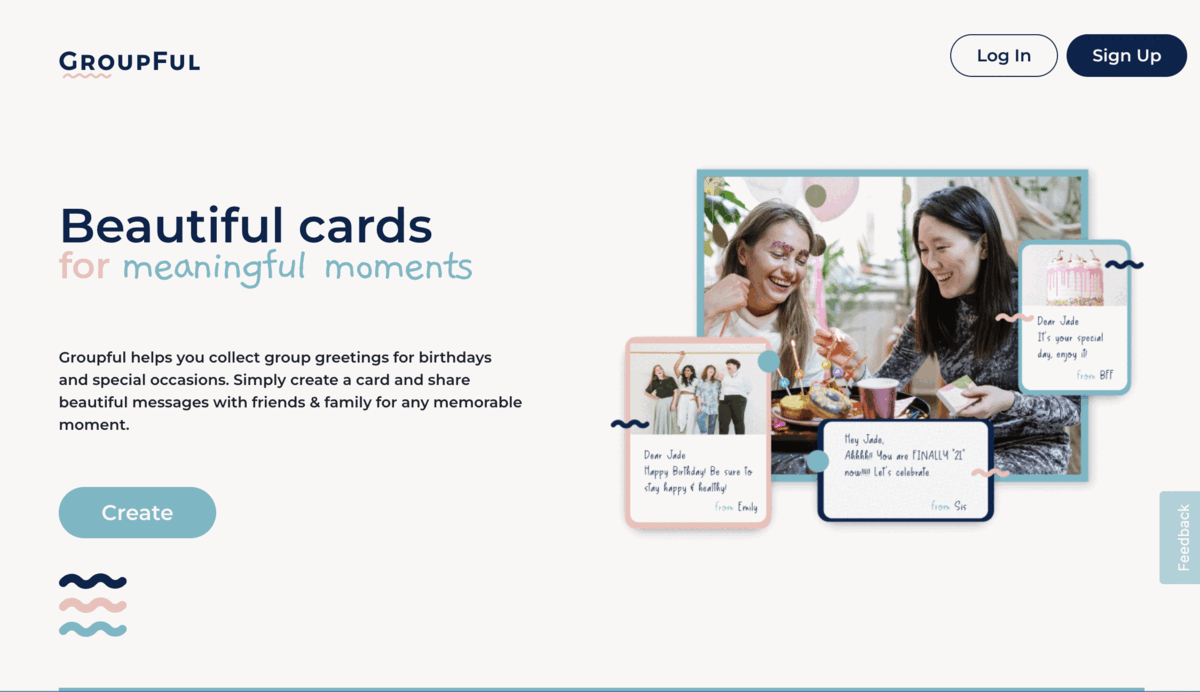 GROUPFUL
Log In
Sign Up
Beautiful cards
for meaningful moments
Groupful helps you collect group greetings for birthdays
and special occasions. Simply create a card and share
beautiful messages with friends & family for any memorable
moment.
Create
Dear Jade
It's your special
day, enjoy it!
from BFF
Dear Jade
Happy Birthday! Be sure to
stay happy & healthy!
from Emily
Hey Jade,
Ahhhh!! You are FINALLY "21"
now!!!! Let's celebrate.
from Sis
Feedback